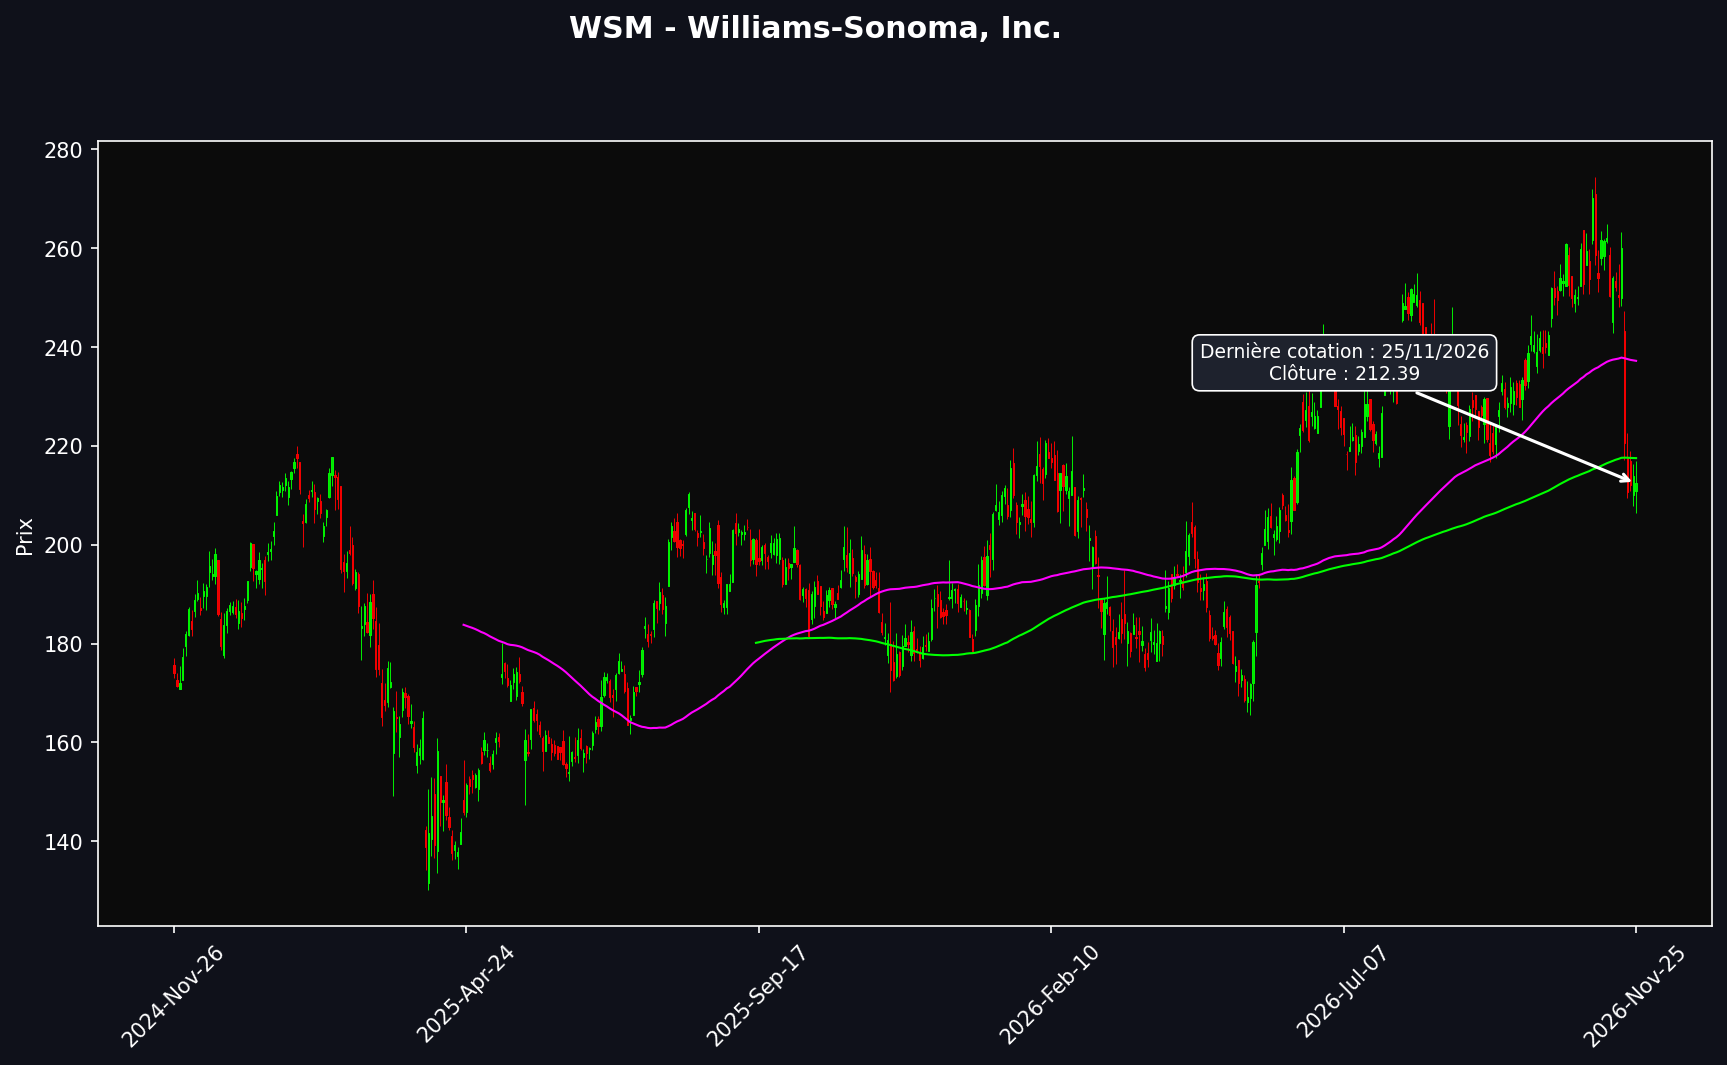 WSM - Williams-Sonoma, Inc.
280
260
240
220
200
180
160
140
Prix
Dernière cotation : 25/11/2026
Clôture : 212.39
2024-Nov-26
2025-Apr-24
2025-Sep-17
2026-Feb-10
2026-Jul-07
2026-Nov-25